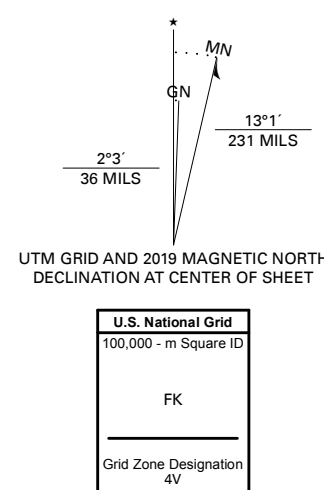 ★
MN
GN
13°1´
231 MILS
2°3´
36 MILS
UTM GRID AND 2019 MAGNETIC NORTH
DECLINATION AT CENTER OF SHEET
U.S. National Grid
100,000 - m Square ID
FK
Grid Zone Designation
4V